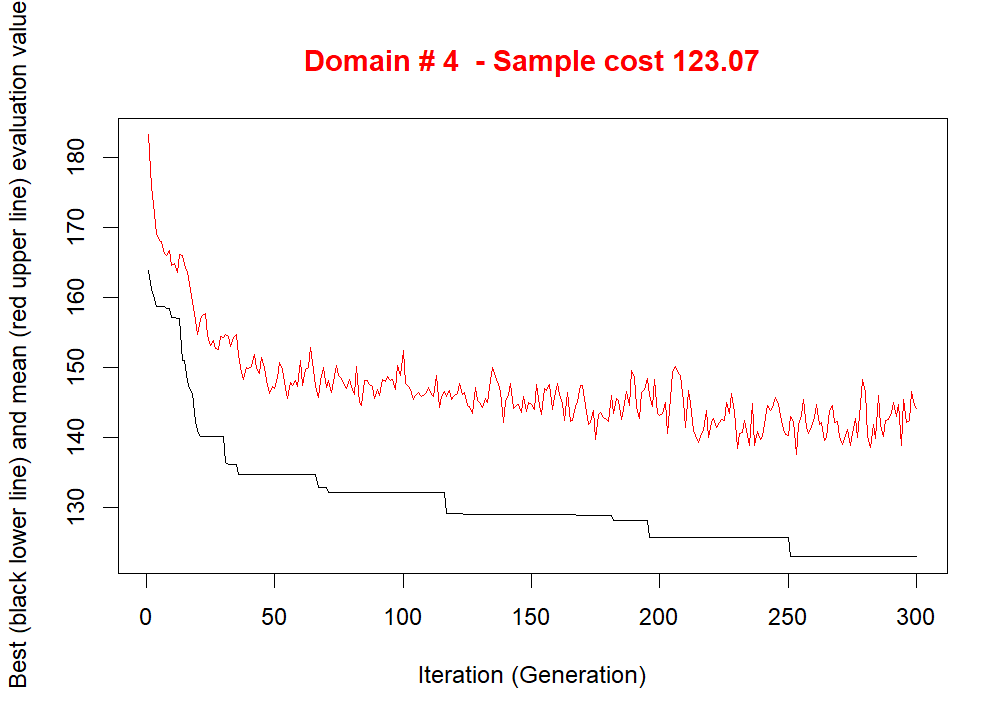 Domain # 4  - Sample cost 123.07
Best (black lower line) and mean (red upper line) evaluation value
180
170
160
150
140
130
0 50 100 150 200 250 300
Iteration (Generation)